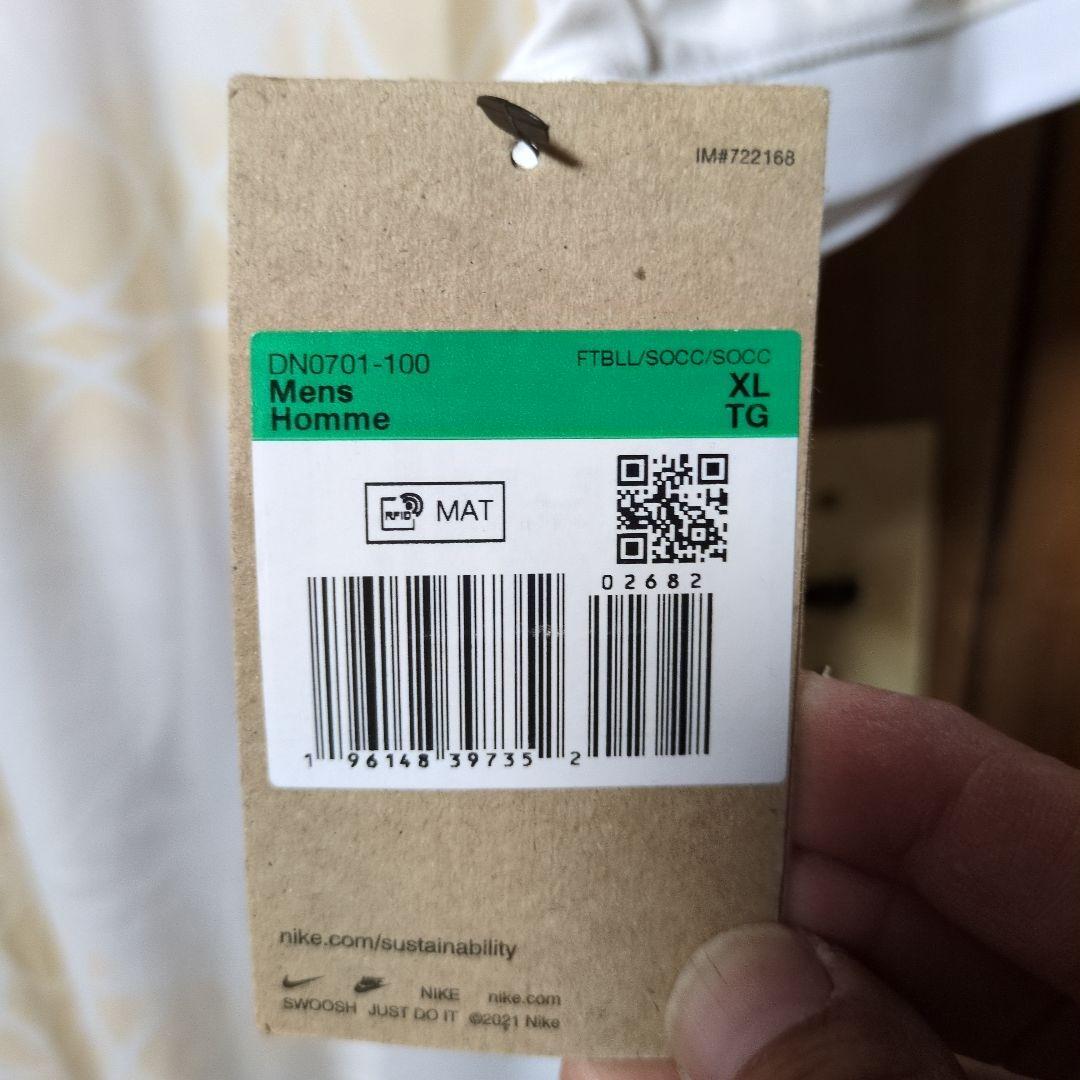 IM#722168
DN0701-100 FTBLL/SOCC/SOCC
Mens XL
Homme TG
RFID MAT
02682
1 96148 39735 2
nike.com/sustainability
NIKE nike.com
SWOOSH JUST DO IT ©2021 Nike